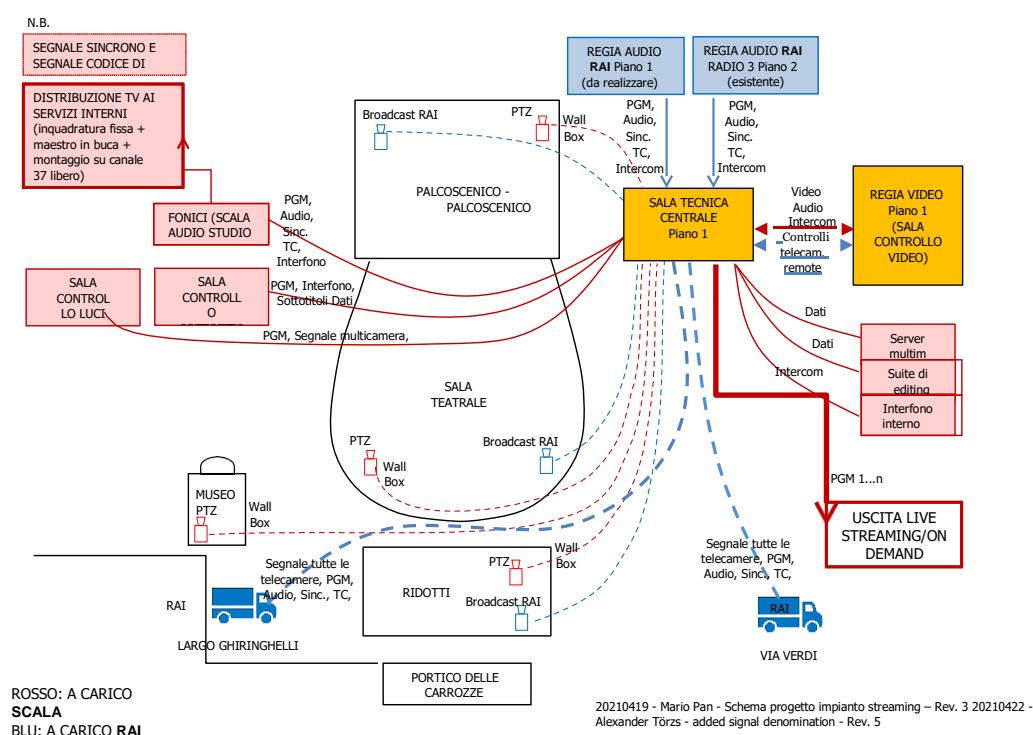 N.B.
SEGNALE SINCRONO E
SEGNALE CODICE DI
DISTRIBUZIONE TV AI
SERVIZI INTERNI
(inquadratura fissa +
maestro in buca +
montaggio su canale
37 libero)
REGIA AUDIO
RAI Piano 1
(da realizzare)
REGIA AUDIO RAI
RADIO 3 Piano 2
(esistente)
PGM,
Audio,
Sinc.
TC,
Intercom
PGM,
Audio,
Sinc.
TC,
Intercom
Broadcast RAI
PTZ
Wall
Box
PALCOSCENICO -
PALCOSCENICO
SALA TECNICA
CENTRALE
Piano 1
Video
Audio
Intercom
Controlli
telecam.
remote
REGIA VIDEO
Piano 1
(SALA
CONTROLLO
VIDEO)
FONICI (SCALA
AUDIO STUDIO
PGM,
Audio,
Sinc.
TC,
Interfono
SALA
CONTROL
LO LUCI
SALA
CONTROLL
O
PGM, Interfono,
Sottotitoli Dati
PGM, Segnale multicamera,
Dati
Dati
Intercom
Server
multim
Suite di
editing
Interfono
interno
SALA
TEATRALE
PTZ
Wall
Box
Broadcast RAI
MUSEO
PTZ
Wall
Box
PGM 1...n
USCITA LIVE
STREAMING/ON
DEMAND
Segnale tutte le
telecamere, PGM,
Audio, Sinc., TC,
Segnale tutte le
telecamere, PGM,
Audio, Sinc., TC,
RIDOTTI
PTZ
Wall
Box
Broadcast RAI
RAI
LARGO GHIRINGHELLI
RAI
VIA VERDI
PORTICO DELLE
CARROZZE
ROSSO: A CARICO
SCALA
BLU: A CARICO RAI
20210419 - Mario Pan - Schema progetto impianto streaming – Rev. 3 20210422 -
Alexander Törzs - added signal denomination - Rev. 5